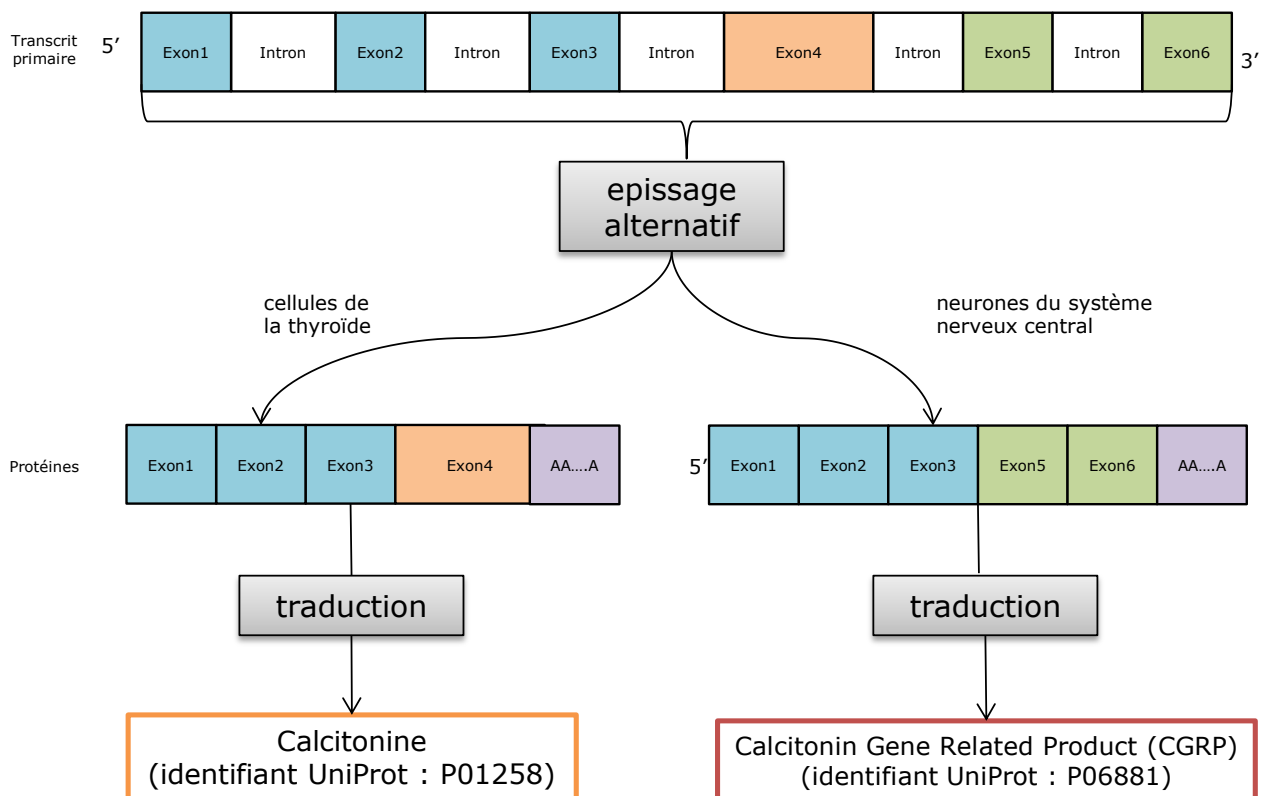 Transcrit
primaire
5’
Exon1
Intron
Exon2
Intron
Exon3
Intron
Exon4
Intron
Exon5
Intron
Exon6
3’
epissage
alternatif
cellules de
la thyroïde
neurones du système
nerveux central
Protéines
Exon1
Exon2
Exon3
Exon4
AA....A
5’
Exon1
Exon2
Exon3
Exon5
Exon6
AA....A
traduction
traduction
Calcitonine
(identifiant UniProt : P01258)
Calcitonin Gene Related Product (CGRP)
(identifiant UniProt : P06881)